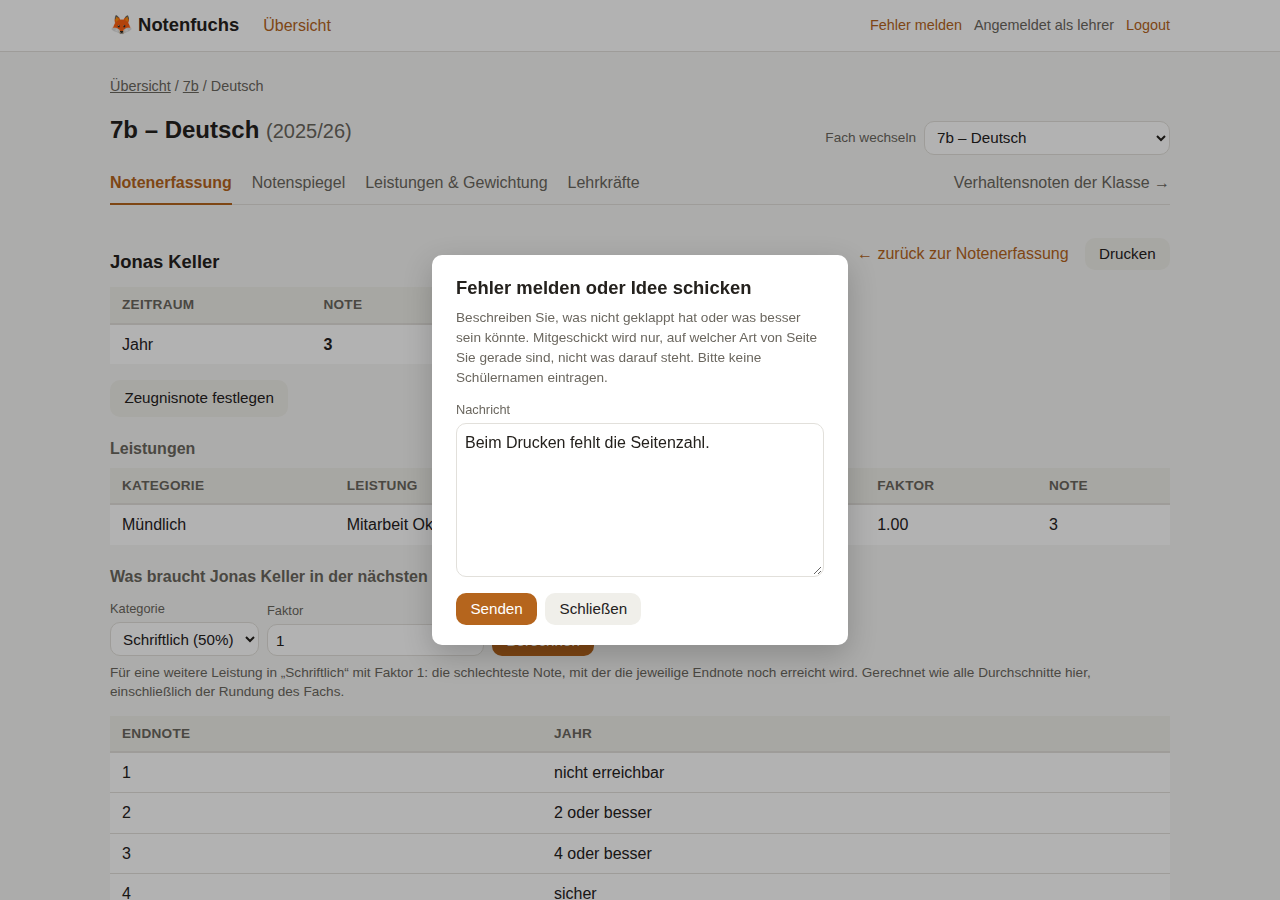 🦊 Notenfuchs Übersicht Fehler melden Angemeldet als lehrer Logout
Übersicht / 7b / Deutsch
7b – Deutsch (2025/26)
Fach wechseln 7b – Deutsch
Notenerfassung Notenspiegel Leistungen & Gewichtung Lehrkräfte Verhaltensnoten der Klasse →
Jonas Keller
← zurück zur Notenerfassung Drucken
ZEITRAUM NOTE
Jahr 3
Zeugnisnote festlegen
Leistungen
KATEGORIE LEISTUNG FAKTOR NOTE
Mündlich Mitarbeit 1.00 3
Was braucht Jonas Keller in der nächsten
Kategorie Faktor
Schriftlich (50%) 1
Für eine weitere Leistung in „Schriftlich“ mit Faktor 1: die schlechteste Note, mit der die jeweilige Endnote noch erreicht wird. Gerechnet wie alle Durchschnitte hier,
einschließlich der Rundung des Fachs.
ENDNOTE JAHR
1 nicht erreichbar
2 2 oder besser
3 4 oder besser
4 sicher
Fehler melden oder Idee schicken
Beschreiben Sie, was nicht geklappt hat oder was besser
sein könnte. Mitgeschickt wird nur, auf welcher Art von Seite
Sie gerade sind, nicht was darauf steht. Bitte keine
Schülernamen eintragen.
Nachricht
Beim Drucken fehlt die Seitenzahl.
Senden Schließen